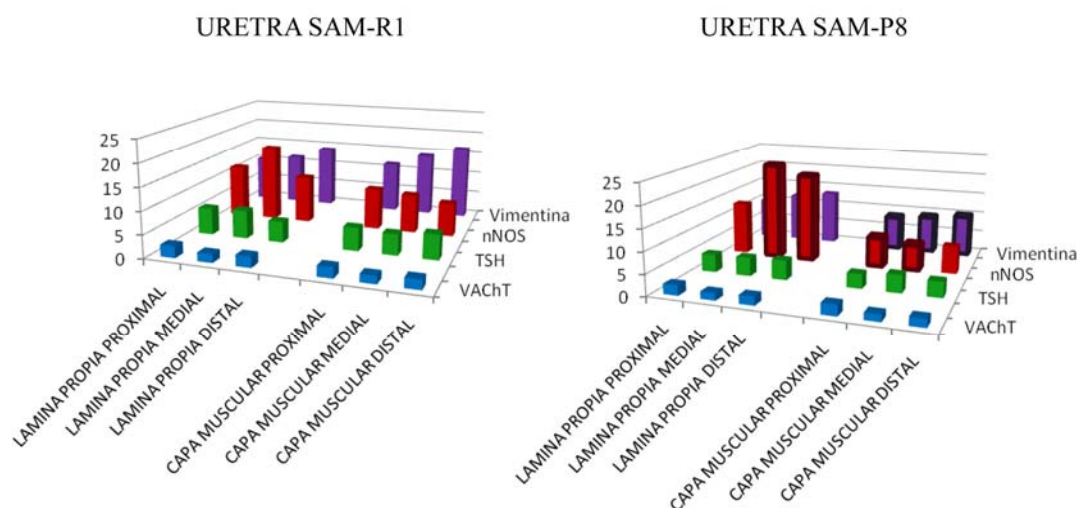 URETRA SAM-R1
25
20
15
10
5
0
Vimentina
nNOS
TSH
VAChT
LAMINA PROPIA PROXIMAL
LAMINA PROPIA MEDIAL
LAMINA PROPIA DISTAL
CAPA MUSCULAR PROXIMAL
CAPA MUSCULAR MEDIAL
CAPA MUSCULAR DISTAL
URETRA SAM-P8
25
20
15
10
5
0
Vimentina
nNOS
TSH
VAChT
LAMINA PROPIA PROXIMAL
LAMINA PROPIA MEDIAL
LAMINA PROPIA DISTAL
CAPA MUSCULAR PROXIMAL
CAPA MUSCULAR MEDIAL
CAPA MUSCULAR DISTAL